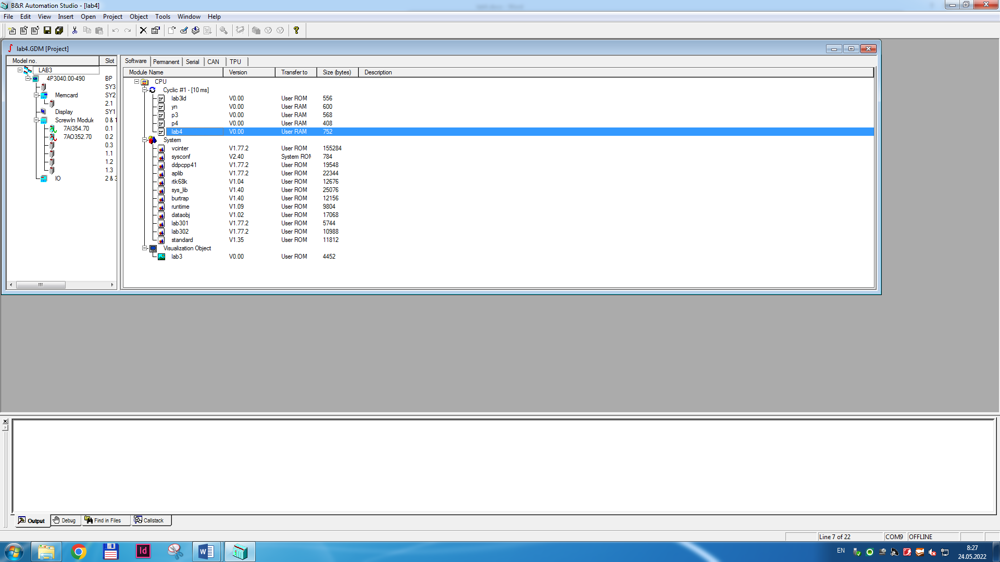 B&R Automation Studio - [lab4]
File Edit View Insert Open Project Object Tools Window Help
lab4.GDM [Project]
Model no. Slot
LAB3
4P3040.00-490 BP
SY3
Memcard SY2
2.1
Display SY1
ScrewIn Module 0 & 1
7AI354.70 0.1
7AO352.70 0.2
0.3
1.1
1.2
1.3
IO 2 & 3
Software Permanent Serial CAN TPU
Module Name Version Transfer to Size (bytes) Description
CPU
Cyclic #1 - [10 ms]
lab3ld V0.00 User ROM 556
yn V0.00 User RAM 600
p3 V0.00 User RAM 568
p4 V0.00 User RAM 408
lab4 V0.00 User RAM 752
System
vcinter V1.77.2 User ROM 155284
sysconf V2.40 System ROM 784
ddpcpp41 V1.77.2 User ROM 19548
aplib V1.77.2 User ROM 22344
rtk68k V1.04 User ROM 12676
sys_lib V1.40 User ROM 25076
burtrap V1.40 User ROM 12156
runtime V1.09 User ROM 9804
dataobj V1.02 User ROM 17068
lab301 V1.77.2 User ROM 5744
lab302 V1.77.2 User ROM 10988
standard V1.35 User ROM 11812
Visualization Object
lab3 V0.00 User ROM 4452
Output Debug Find in Files Callstack
Line 7 of 22 COM9 OFFLINE
Id
EN
8:27
24.05.2022